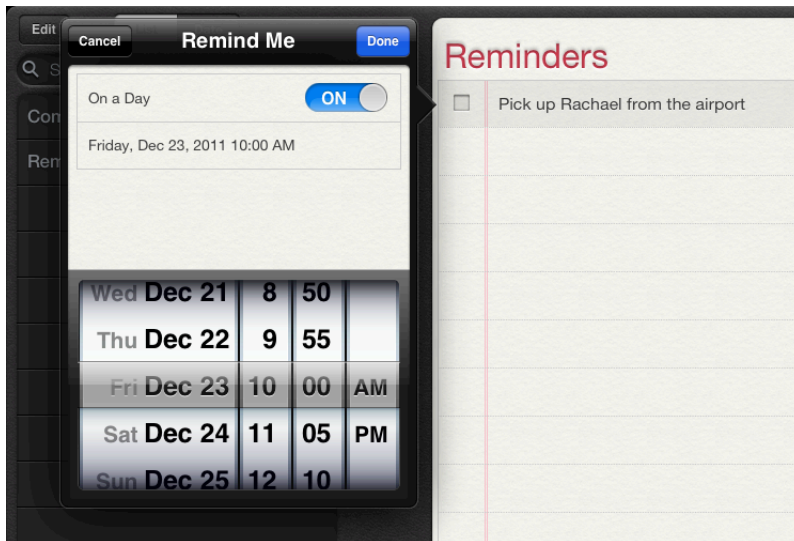 Edit
Cancel
Remind Me
Done
On a Day
ON
Friday, Dec 23, 2011 10:00 AM
Wed Dec 21 8 50
Thu Dec 22 9 55
Fri Dec 23 10 00 AM
Sat Dec 24 11 05 PM
Sun Dec 25 12 10
Reminders
Pick up Rachael from the airport